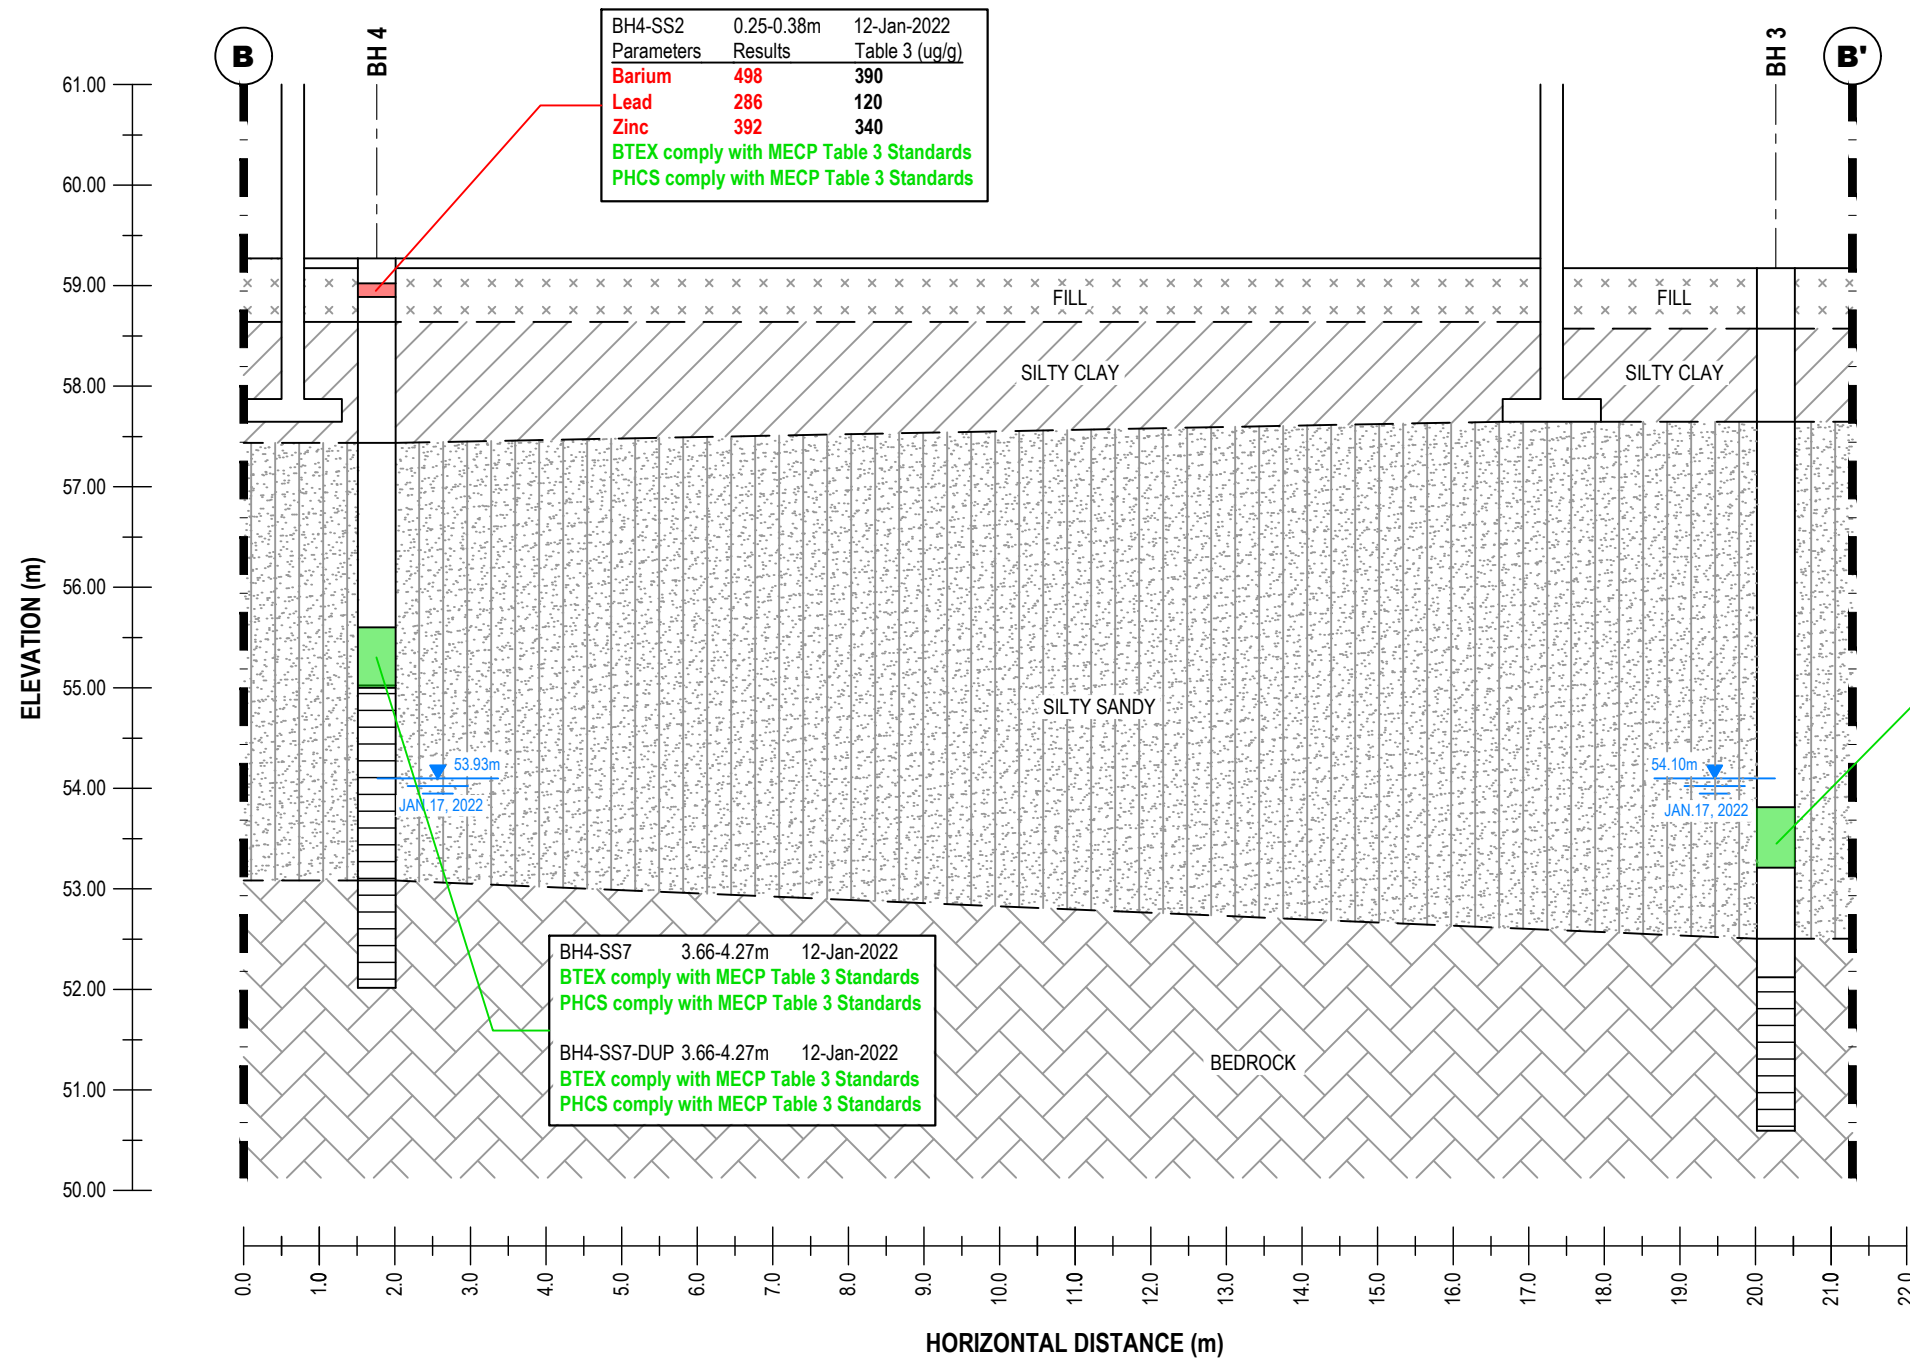 B
BH 4
BH4-SS2 0.25-0.38m 12-Jan-2022
Parameters Results Table 3 (ug/g)
Barium 498 390
Lead 286 120
Zinc 392 340
BTEX comply with MECP Table 3 Standards
PHCS comply with MECP Table 3 Standards
BH 3
B'
ELEVATION (m)
61.00
60.00
59.00
58.00
57.00
56.00
55.00
54.00
53.00
52.00
51.00
50.00
FILL
FILL
SILTY CLAY
SILTY CLAY
SILTY SANDY
53.93m
JAN.17, 2022
54.10m
JAN.17, 2022
BH4-SS7 3.66-4.27m 12-Jan-2022
BTEX comply with MECP Table 3 Standards
PHCS comply with MECP Table 3 Standards
BH4-SS7-DUP 3.66-4.27m 12-Jan-2022
BTEX comply with MECP Table 3 Standards
PHCS comply with MECP Table 3 Standards
BEDROCK
0.0 1.0 2.0 3.0 4.0 5.0 6.0 7.0 8.0 9.0 10.0 11.0 12.0 13.0 14.0 15.0 16.0 17.0 18.0 19.0 20.0 21.0 22.0
HORIZONTAL DISTANCE (m)